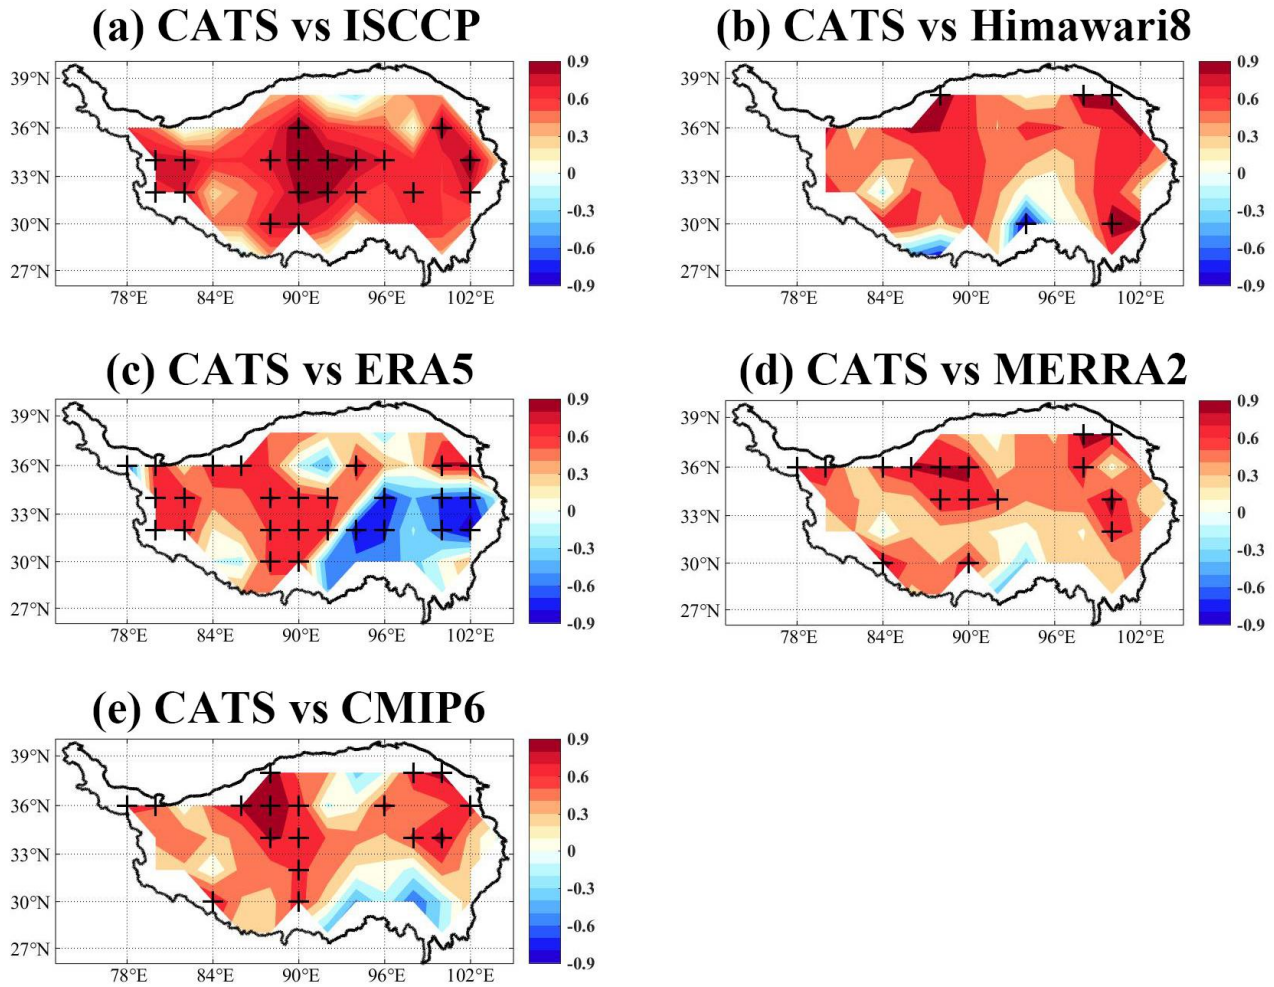 (a) CATS vs ISCCP
39°N
36°N
33°N
30°N
27°N
78°E 84°E 90°E 96°E 102°E
0.9
0.6
0.3
0
-0.3
-0.6
-0.9
(b) CATS vs Himawari8
39°N
36°N
33°N
30°N
27°N
78°E 84°E 90°E 96°E 102°E
0.9
0.6
0.3
0
-0.3
-0.6
-0.9
(c) CATS vs ERA5
39°N
36°N
33°N
30°N
27°N
78°E 84°E 90°E 96°E 102°E
0.9
0.6
0.3
0
-0.3
-0.6
-0.9
(d) CATS vs MERRA2
39°N
36°N
33°N
30°N
27°N
78°E 84°E 90°E 96°E 102°E
0.9
0.6
0.3
0
-0.3
-0.6
-0.9
(e) CATS vs CMIP6
39°N
36°N
33°N
30°N
27°N
78°E 84°E 90°E 96°E 102°E
0.9
0.6
0.3
0
-0.3
-0.6
-0.9